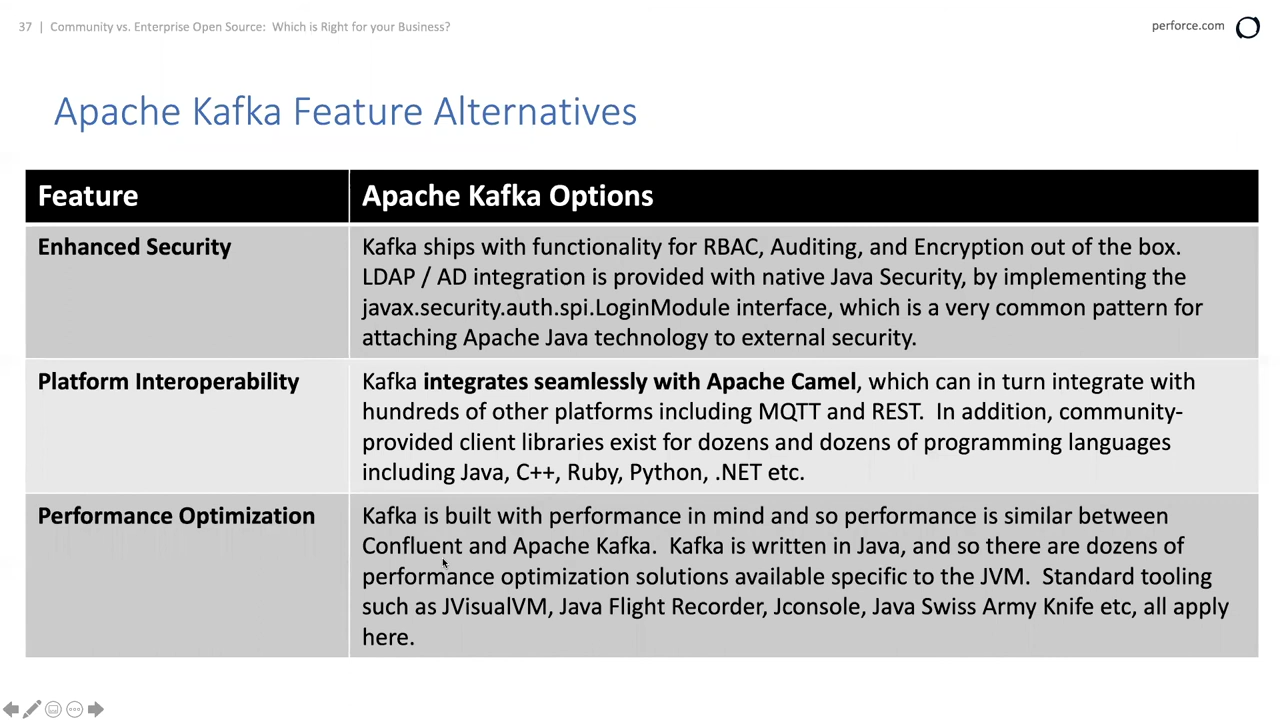 37 | Community vs. Enterprise Open Source: Which is Right for your Business?
perforce.com
Apache Kafka Feature Alternatives
Feature
Apache Kafka Options
Enhanced Security
Kafka ships with functionality for RBAC, Auditing, and Encryption out of the box.
LDAP / AD integration is provided with native Java Security, by implementing the
javax.security.auth.spi.LoginModule interface, which is a very common pattern for
attaching Apache Java technology to external security.
Platform Interoperability
Kafka integrates seamlessly with Apache Camel, which can in turn integrate with
hundreds of other platforms including MQTT and REST. In addition, community-
provided client libraries exist for dozens and dozens of programming languages
including Java, C++, Ruby, Python, .NET etc.
Performance Optimization
Kafka is built with performance in mind and so performance is similar between
Confluent and Apache Kafka. Kafka is written in Java, and so there are dozens of
performance optimization solutions available specific to the JVM. Standard tooling
such as JVisualVM, Java Flight Recorder, Jconsole, Java Swiss Army Knife etc, all apply
here.